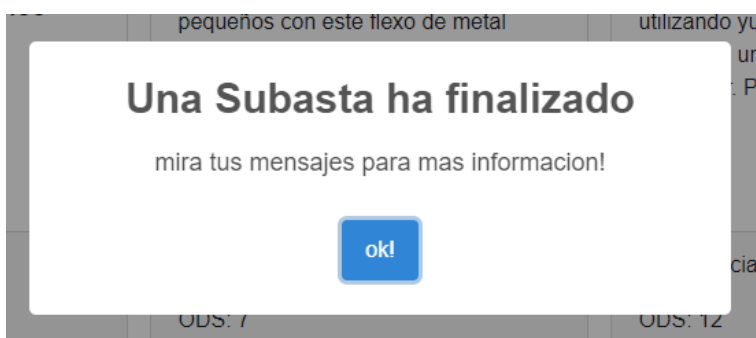 pequeños con este flexo de metal
utilizando
Una Subasta ha finalizado
mira tus mensajes para mas informacion!
ok!
ODS: 7
ODS: 12